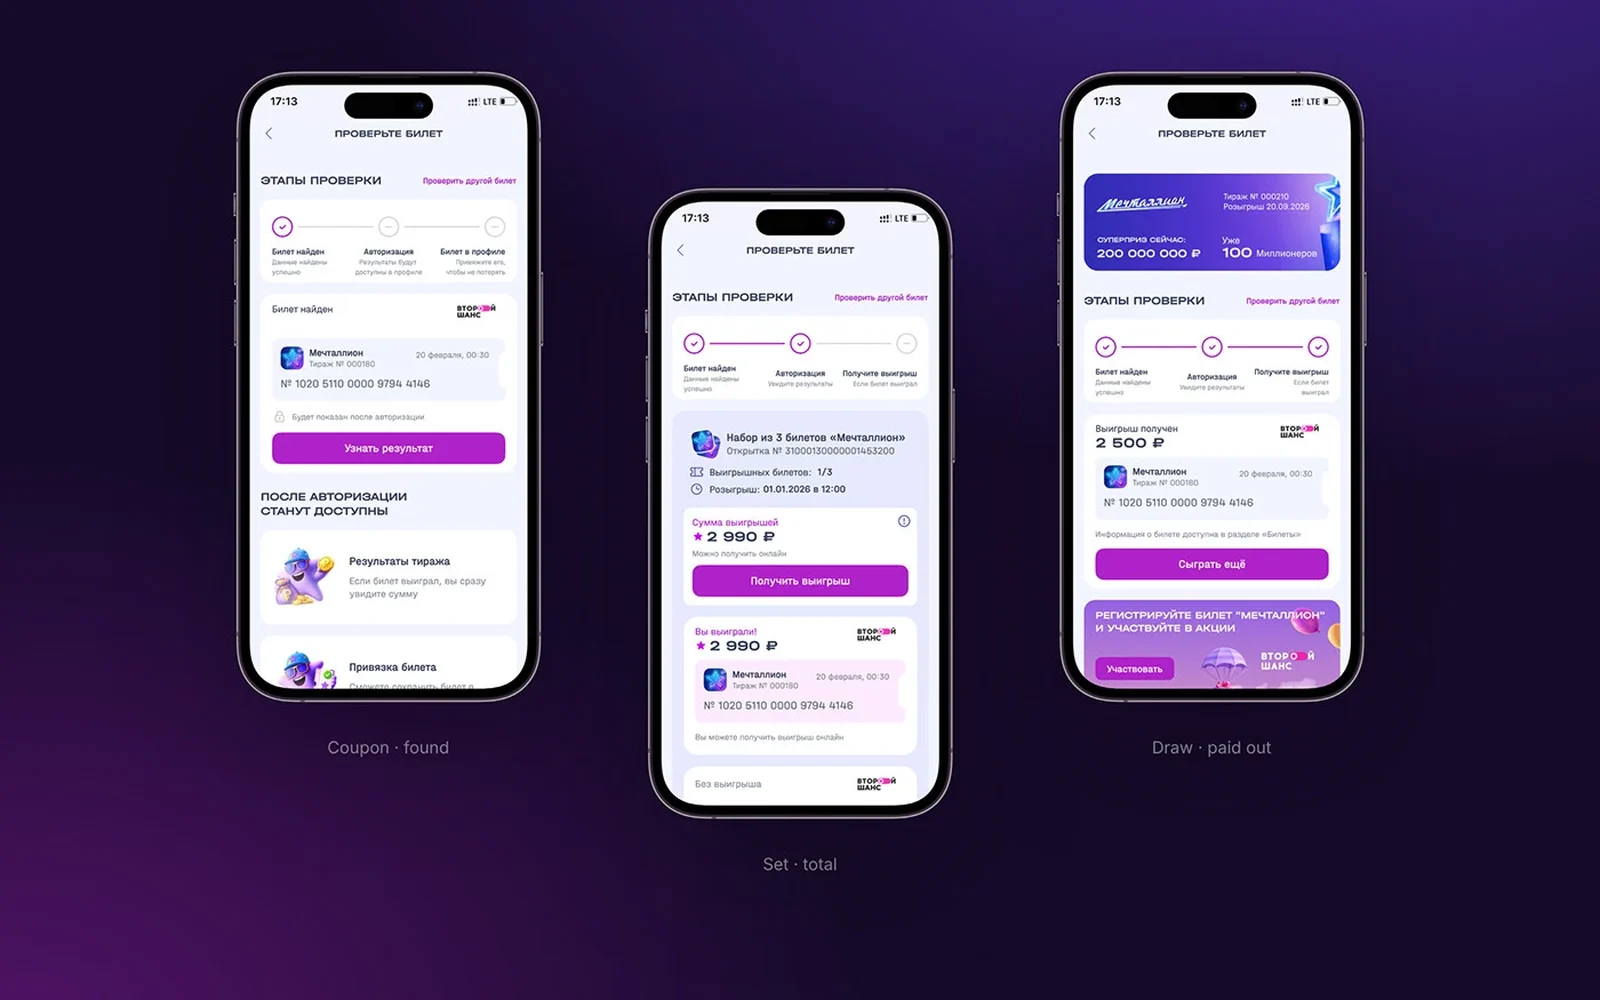 17:13
LTE
ПРОВЕРЬТЕ БИЛЕТ
ЭТАПЫ ПРОВЕРКИ
Проверить другой билет
Билет найден
Данные найдены
успешно
Авторизация
Результаты будут
доступны в профиле
Билет в профиле
Привяжите его,
чтобы не потерять
Билет найден
ВТОРОЙ
ШАНС
Мечталлион
20 февраля, 00:30
Тираж № 000180
№ 1020 5110 0000 9794 4146
Будет показан после авторизации
Узнать результат
ПОСЛЕ АВТОРИЗАЦИИ
СТАНУТ ДОСТУПНЫ
Результаты тиража
Если билет выиграл, вы сразу
увидите сумму
Привязка билета
Сможете сохранить билет в
Coupon · found
17:13
LTE
ПРОВЕРЬТЕ БИЛЕТ
ЭТАПЫ ПРОВЕРКИ
Проверить другой билет
Билет найден
Данные найдены
успешно
Авторизация
Увидите результаты
Получите выигрыш
Если билет выиграл
Набор из 3 билетов «Мечталлион»
Открытка № 31000130000001453200
Выигрышных билетов: 1/3
Розыгрыш: 01.01.2026 в 12:00
Сумма выигрышей
2 990 ₽
Можно получить онлайн
Получить выигрыш
Вы выиграли!
2 990 ₽
ВТОРОЙ
ШАНС
Мечталлион
20 февраля, 00:30
Тираж № 000180
№ 1020 5110 0000 9794 4146
Вы можете получить выигрыш онлайн
Без выигрыша
ВТОРОЙ
ШАНС
Set · total
17:13
LTE
ПРОВЕРЬТЕ БИЛЕТ
Мечталлион
Тираж № 000210
Розыгрыш 20.09.2026
СУПЕРПРИЗ СЕЙЧАС:
200 000 000 ₽
Уже
100 Миллионеров
ЭТАПЫ ПРОВЕРКИ
Проверить другой билет
Билет найден
Данные найдены
успешно
Авторизация
Увидите результаты
Получите выигрыш
Если билет
выиграл
Выигрыш получен
2 500 ₽
ВТОРОЙ
ШАНС
Мечталлион
20 февраля, 00:30
Тираж № 000180
№ 1020 5110 0000 9794 4146
Информация о билете доступна в разделе «Билеты»
Сыграть ещё
РЕГИСТРИРУЙТЕ БИЛЕТ "МЕЧТАЛЛИОН"
И УЧАСТВУЙТЕ В АКЦИИ
Участвовать
ВТОРОЙ
ШАНС
Draw · paid out